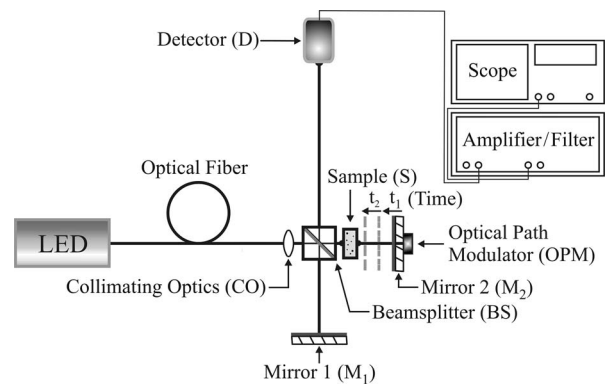 Detector (D)
Scope
Amplifier/Filter
Optical Fiber
Sample (S)
t₂ t₁ (Time)
LED
Optical Path
Modulator (OPM)
Collimating Optics (CO)
Mirror 2 (M₂)
Beamsplitter (BS)
Mirror 1 (M₁)